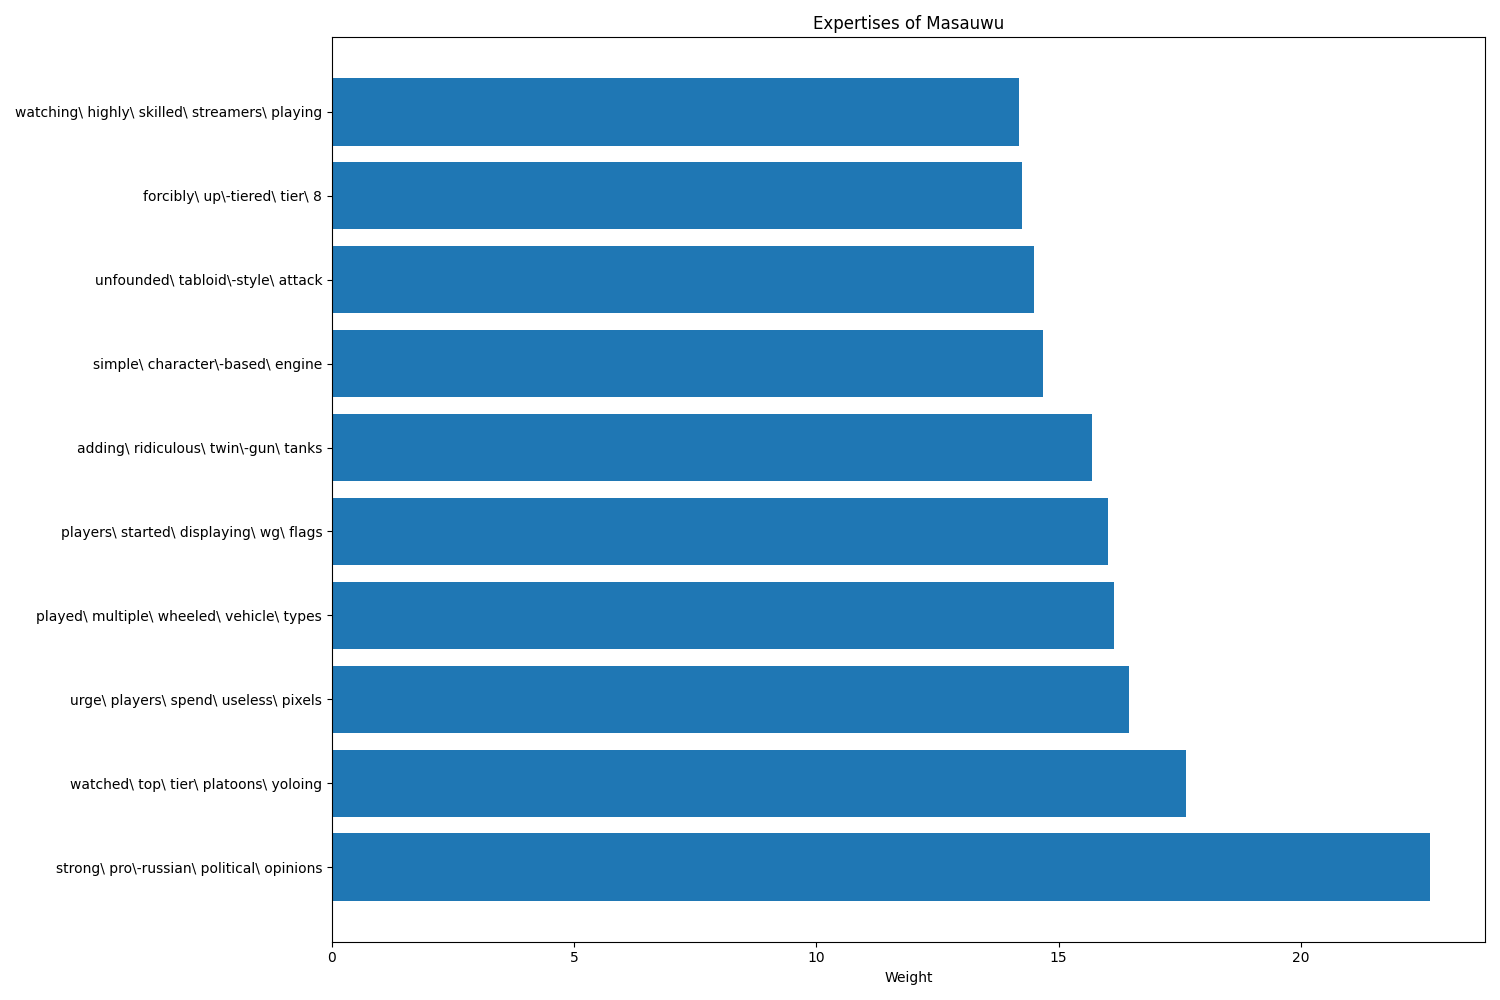 Expertises of Masauwu
watching\ highly\ skilled\ streamers\ playing
forcibly\ up\-tiered\ tier\ 8
unfounded\ tabloid\-style\ attack
simple\ character\-based\ engine
adding\ ridiculous\ twin\-gun\ tanks
players\ started\ displaying\ wg\ flags
played\ multiple\ wheeled\ vehicle\ types
urge\ players\ spend\ useless\ pixels
watched\ top\ tier\ platoons\ yoloing
strong\ pro\-russian\ political\ opinions
0 5 10 15 20
Weight